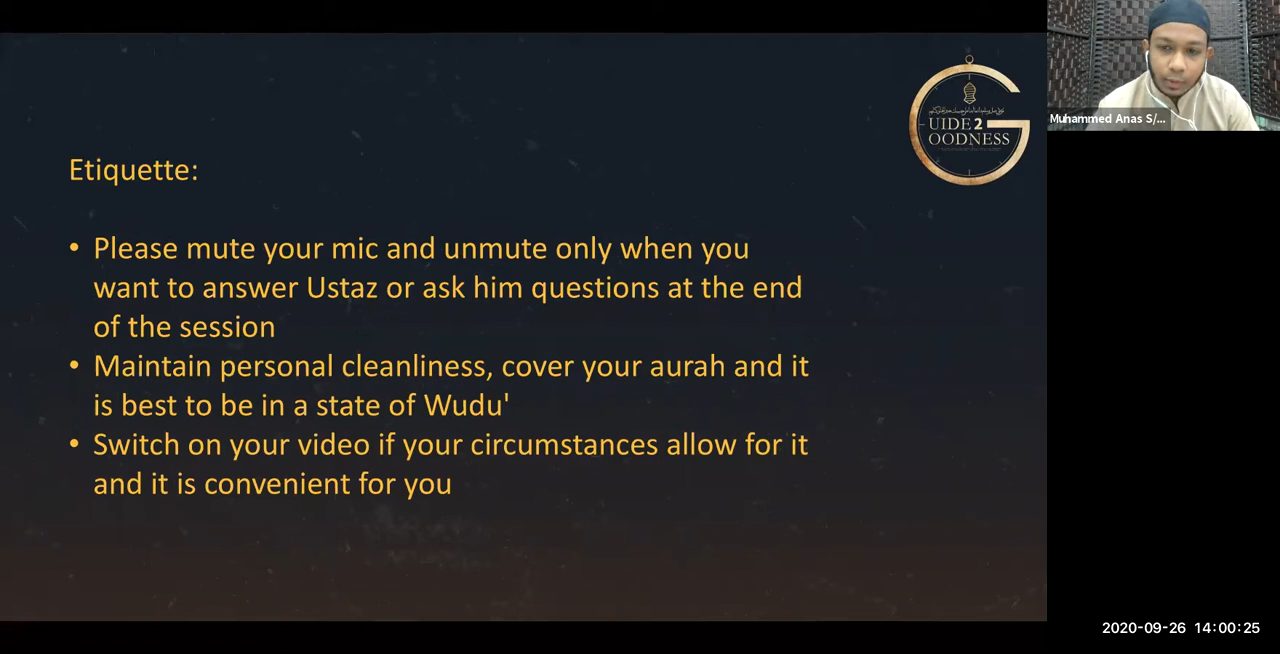 Etiquette:
• Please mute your mic and unmute only when you
want to answer Ustaz or ask him questions at the end
of the session
• Maintain personal cleanliness, cover your aurah and it
is best to be in a state of Wudu'
• Switch on your video if your circumstances allow for it
and it is convenient for you
GUIDE 2
GOODNESS
Muhammed Anas S/...
2020-09-26 14:00:25